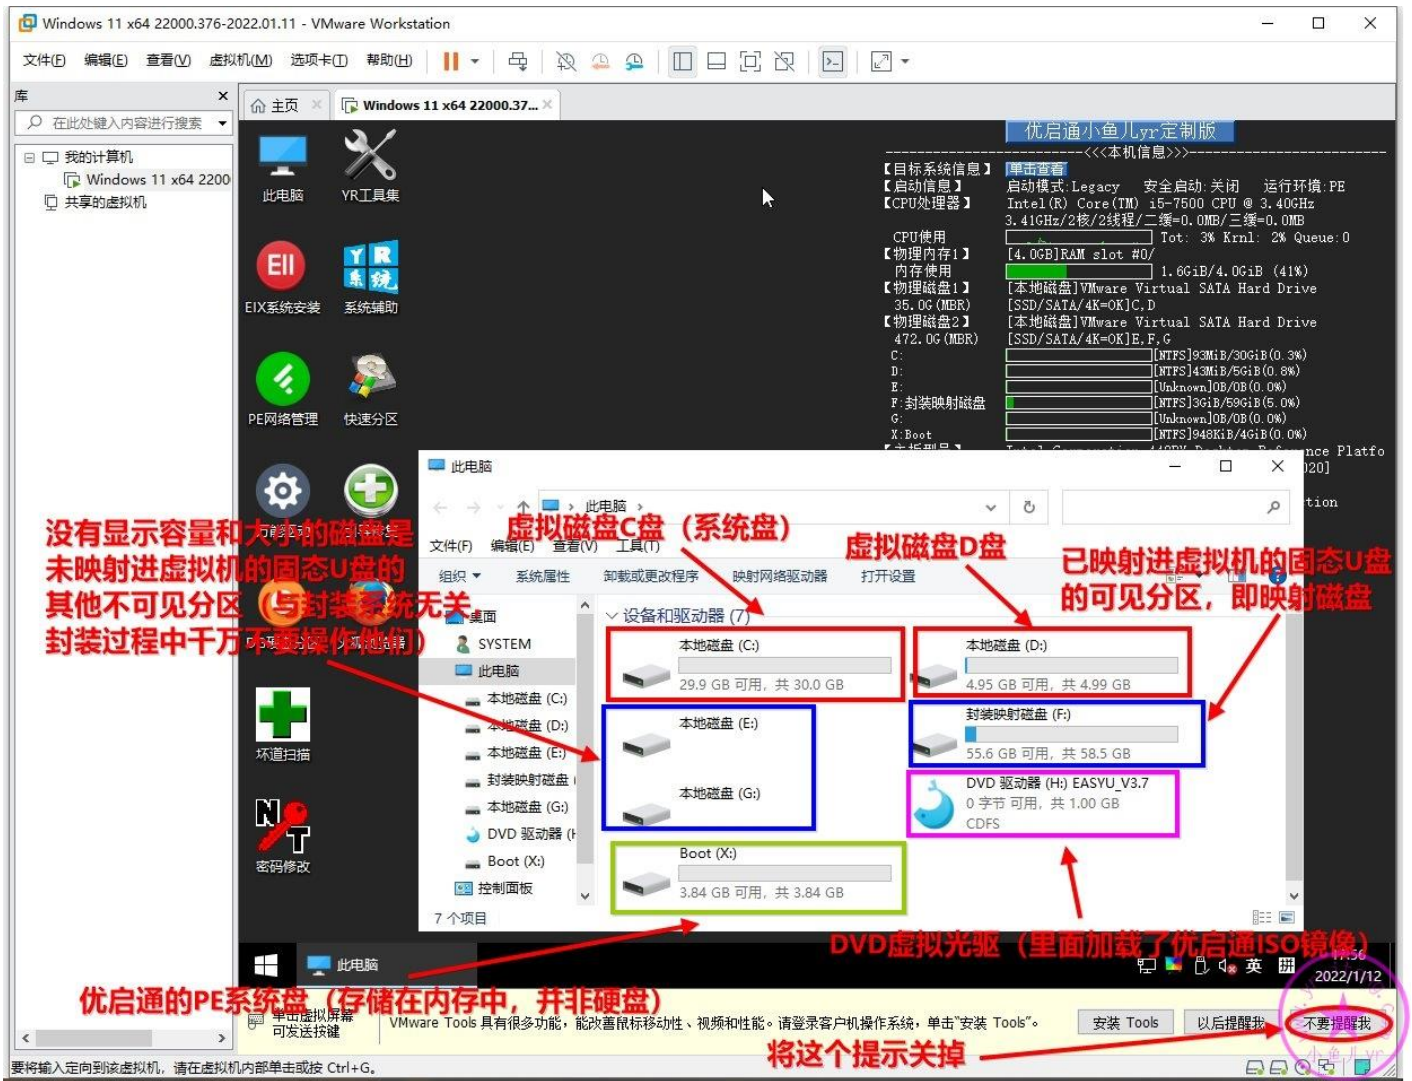 Windows 11 x64 22000.376-2022.01.11 - VMware Workstation
文件(F) 编辑(E) 查看(V) 虚拟机(M) 选项卡(T) 帮助(H)
库
在此处键入内容进行搜索
我的计算机
Windows 11 x64 2200
共享的虚拟机
主页
Windows 11 x64 22000.37...
此电脑
YR工具集
EII
EIX系统安装
YR系统
系统辅助
PE网络管理
快速分区
坏道扫描
NT
密码修改
优启通小鱼儿yr定制版
<<<本机信息>>>
【目标系统信息】 单击查看
【启动信息】 启动模式:Legacy 安全启动:关闭 运行环境:PE
【CPU处理器】 Intel(R) Core(TM) i5-7500 CPU @ 3.40GHz
3.41GHz/2核/2线程/二缓=0.0MB/三缓=0.0MB
CPU使用 Tot: 3% Krnl: 2% Queue:0
【物理内存1】 [4.0GB]RAM slot #0/
内存使用 1.6GiB/4.0GiB (41%)
【物理磁盘1】 [本地磁盘]VMware Virtual SATA Hard Drive
35.0G(MBR) [SSD/SATA/4K=OK]C,D
【物理磁盘2】 [本地磁盘]VMware Virtual SATA Hard Drive
472.0G(MBR) [SSD/SATA/4K=OK]E,F,G
C: [NTFS]93MiB/30GiB(0.3%)
D: [NTFS]43MiB/5GiB(0.8%)
E: [Unknown]0B/0B(0.0%)
F:封装映射磁盘 [NTFS]3GiB/59GiB(5.0%)
G: [Unknown]0B/0B(0.0%)
X:Boot [NTFS]948KiB/4GiB(0.0%)
没有显示容量和大小的磁盘是
未映射进虚拟机的固态U盘的
其他不可见分区（与封装系统无关，
封装过程中千万不要操作他们）
此电脑
此电脑
虚拟磁盘C盘（系统盘）
虚拟磁盘D盘
已映射进虚拟机的固态U盘
的可见分区，即映射磁盘
文件(F) 编辑(E) 查看(V) 工具(T)
组织 系统属性 卸载或更改程序 映射网络驱动器 打开设置
桌面
SYSTEM
此电脑
本地磁盘 (C:)
本地磁盘 (D:)
本地磁盘 (E:)
封装映射磁盘
本地磁盘 (G:)
DVD 驱动器 (H
Boot (X:)
控制面板
7 个项目
设备和驱动器 (7)
本地磁盘 (C:)
29.9 GB 可用，共 30.0 GB
本地磁盘 (D:)
4.95 GB 可用，共 4.99 GB
本地磁盘 (E:)
封装映射磁盘 (F:)
55.6 GB 可用，共 58.5 GB
本地磁盘 (G:)
DVD 驱动器 (H:) EASYU_V3.7
0 字节 可用，共 1.00 GB
CDFS
Boot (X:)
3.84 GB 可用，共 3.84 GB
DVD虚拟光驱（里面加载了优启通ISO镜像）
此电脑
英 拼
2022/1/12
优启通的PE系统盘（存储在内存中，并非硬盘）
单击虚拟屏幕
可发送按键
VMware Tools 具有很多功能，能改善鼠标移动性、视频和性能。请登录客户机操作系统，单击“安装 Tools”。
安装 Tools 以后提醒我 不要提醒我
将这个提示关掉
小鱼儿yr
要将输入定向到该虚拟机，请在虚拟机内部单击或按 Ctrl+G。